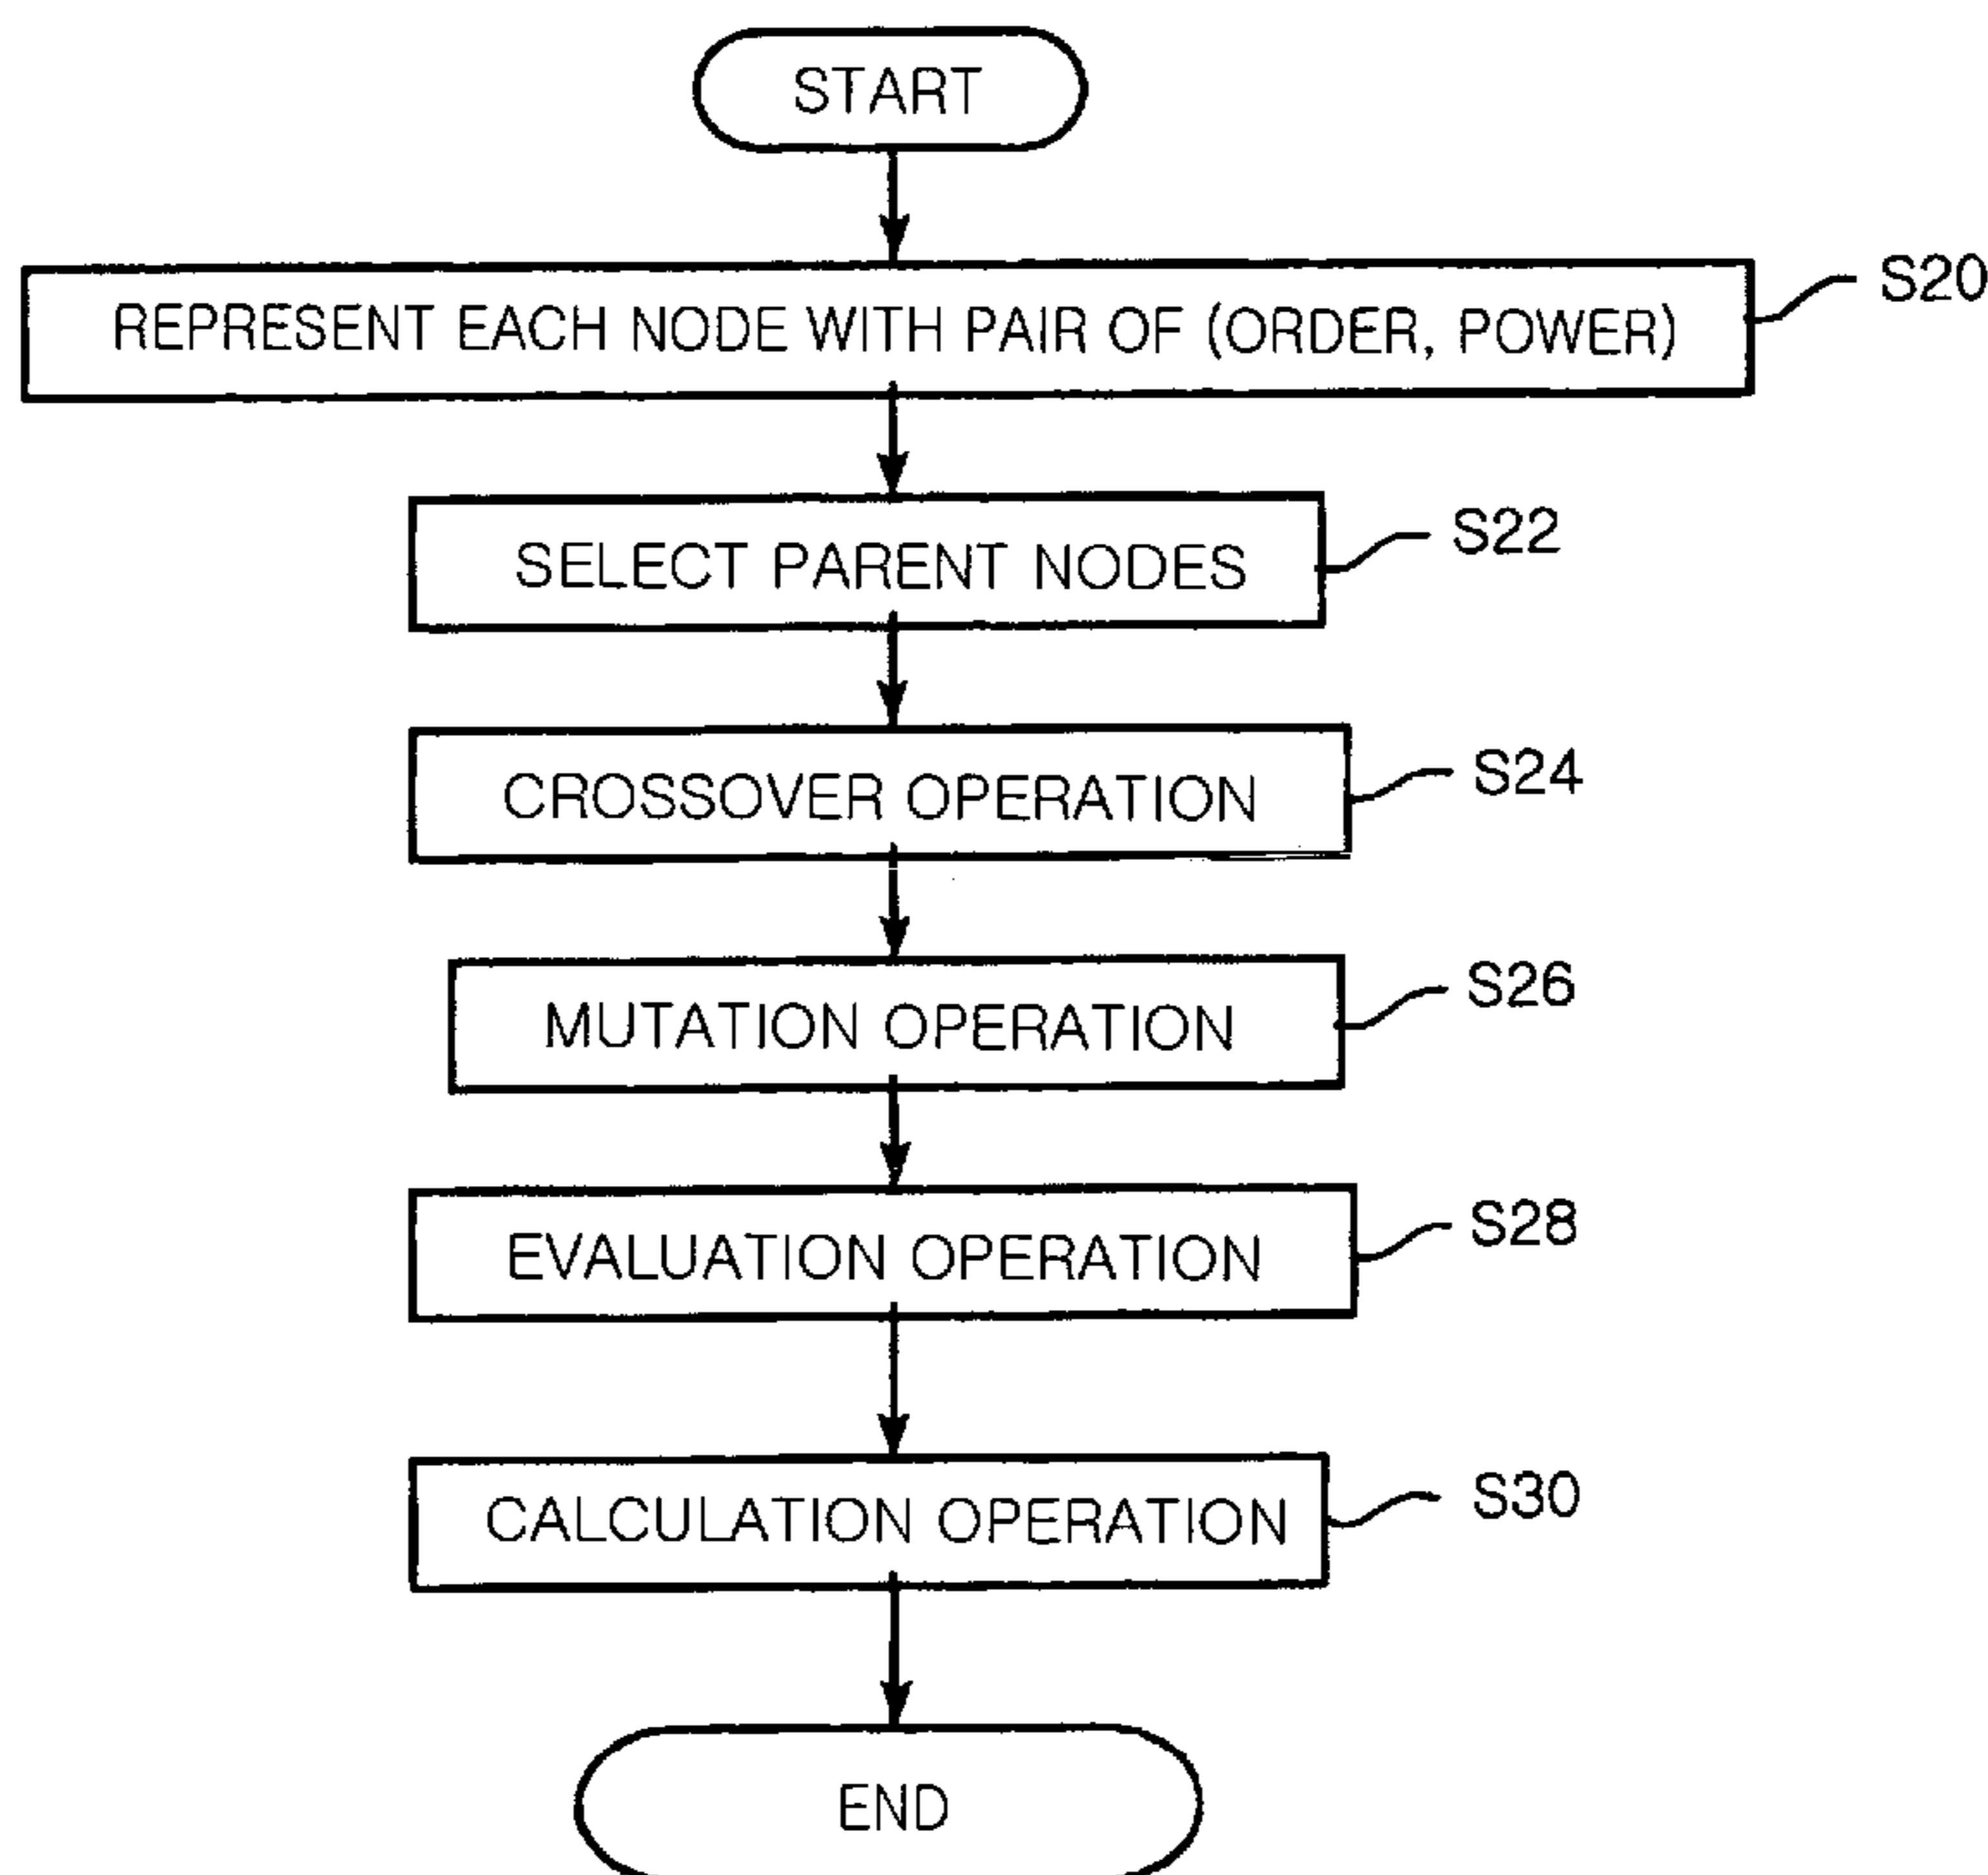 START
REPRESENT EACH NODE WITH PAIR OF (ORDER, POWER)
S20
SELECT PARENT NODES
S22
CROSSOVER OPERATION
S24
MUTATION OPERATION
S26
EVALUATION OPERATION
S28
CALCULATION OPERATION
S30
END